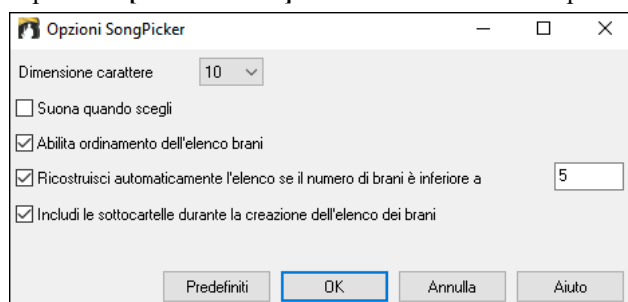 Opzioni SongPicker
Dimensione carattere 10
Suona quando scegli
Abilita ordinamento dell'elenco brani
Ricostruisci automaticamente l'elenco se il numero di brani è inferiore a 5
Includi le sottocartelle durante la creazione dell'elenco dei brani
Predefiniti OK Annulla Aiuto